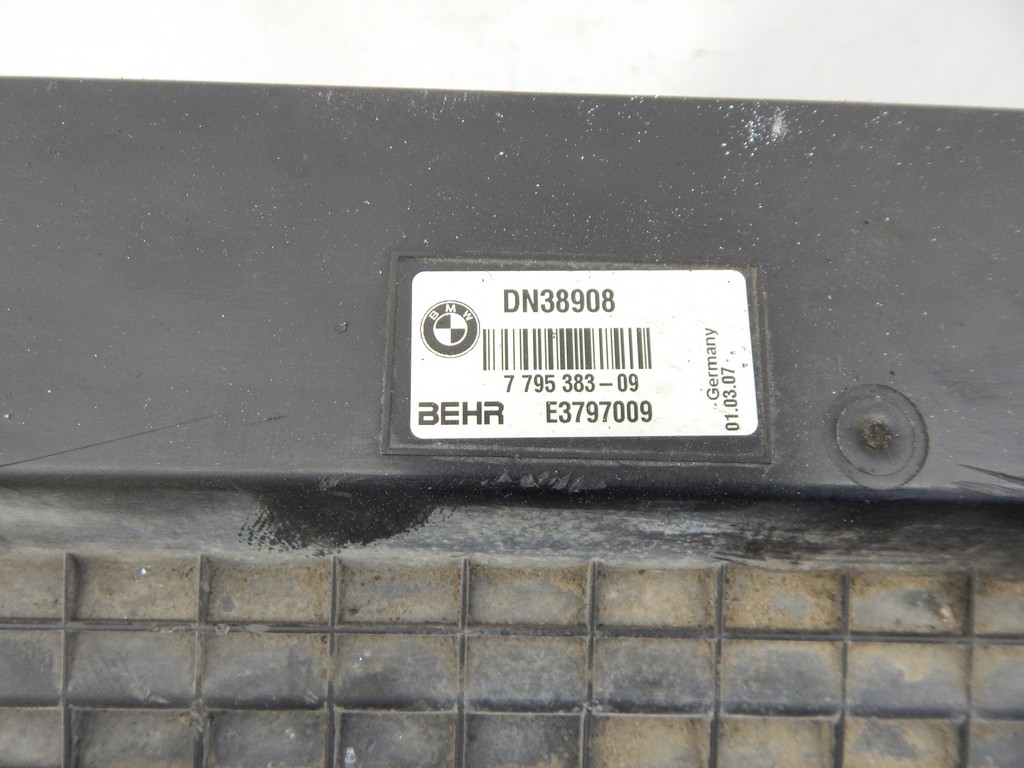 DN38908
BMW
7 795 383-09
BEHR E3797009
Germany
01.03.07